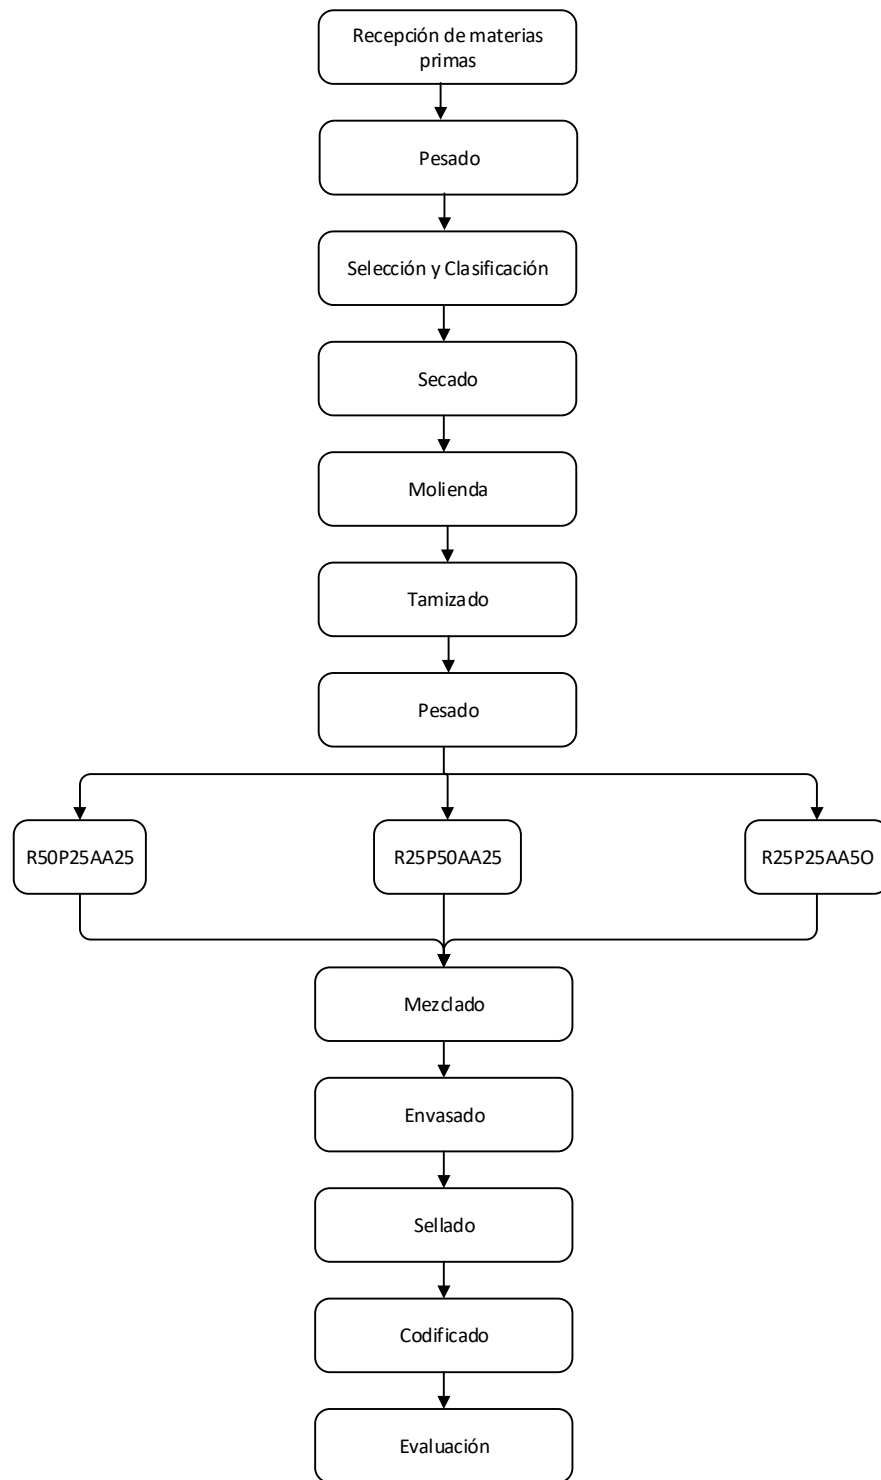 Recepción de materias
primas
Pesado
Selección y Clasificación
Secado
Molienda
Tamizado
Pesado
R50P25AA25
R25P50AA25
R25P25AA5O
Mezclado
Envasado
Sellado
Codificado
Evaluación